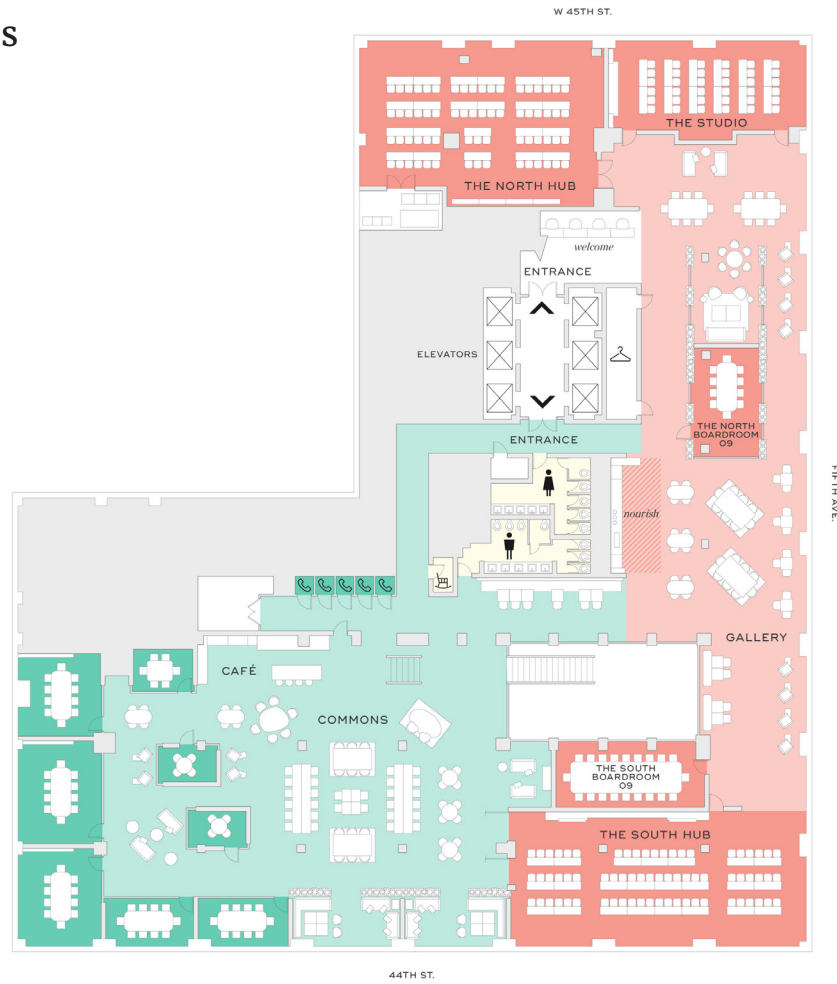 W 45TH ST.
S
THE STUDIO
THE NORTH HUB
welcome
ENTRANCE
ELEVATORS
THE NORTH
BOARDROOM
09
ENTRANCE
FIFTH AVE.
nourish
GALLERY
CAFÉ
COMMONS
THE SOUTH
BOARDROOM
09
THE SOUTH HUB
44TH ST.